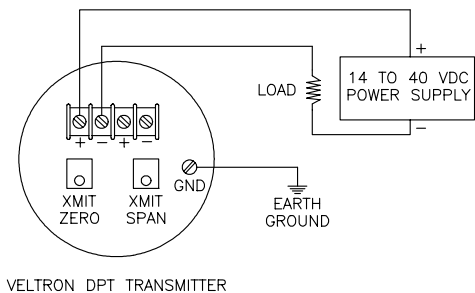 +
14 TO 40 VDC
POWER SUPPLY
−
LOAD
+ − + −
XMIT
ZERO
XMIT
SPAN
GND
EARTH
GROUND
VELTRON DPT TRANSMITTER